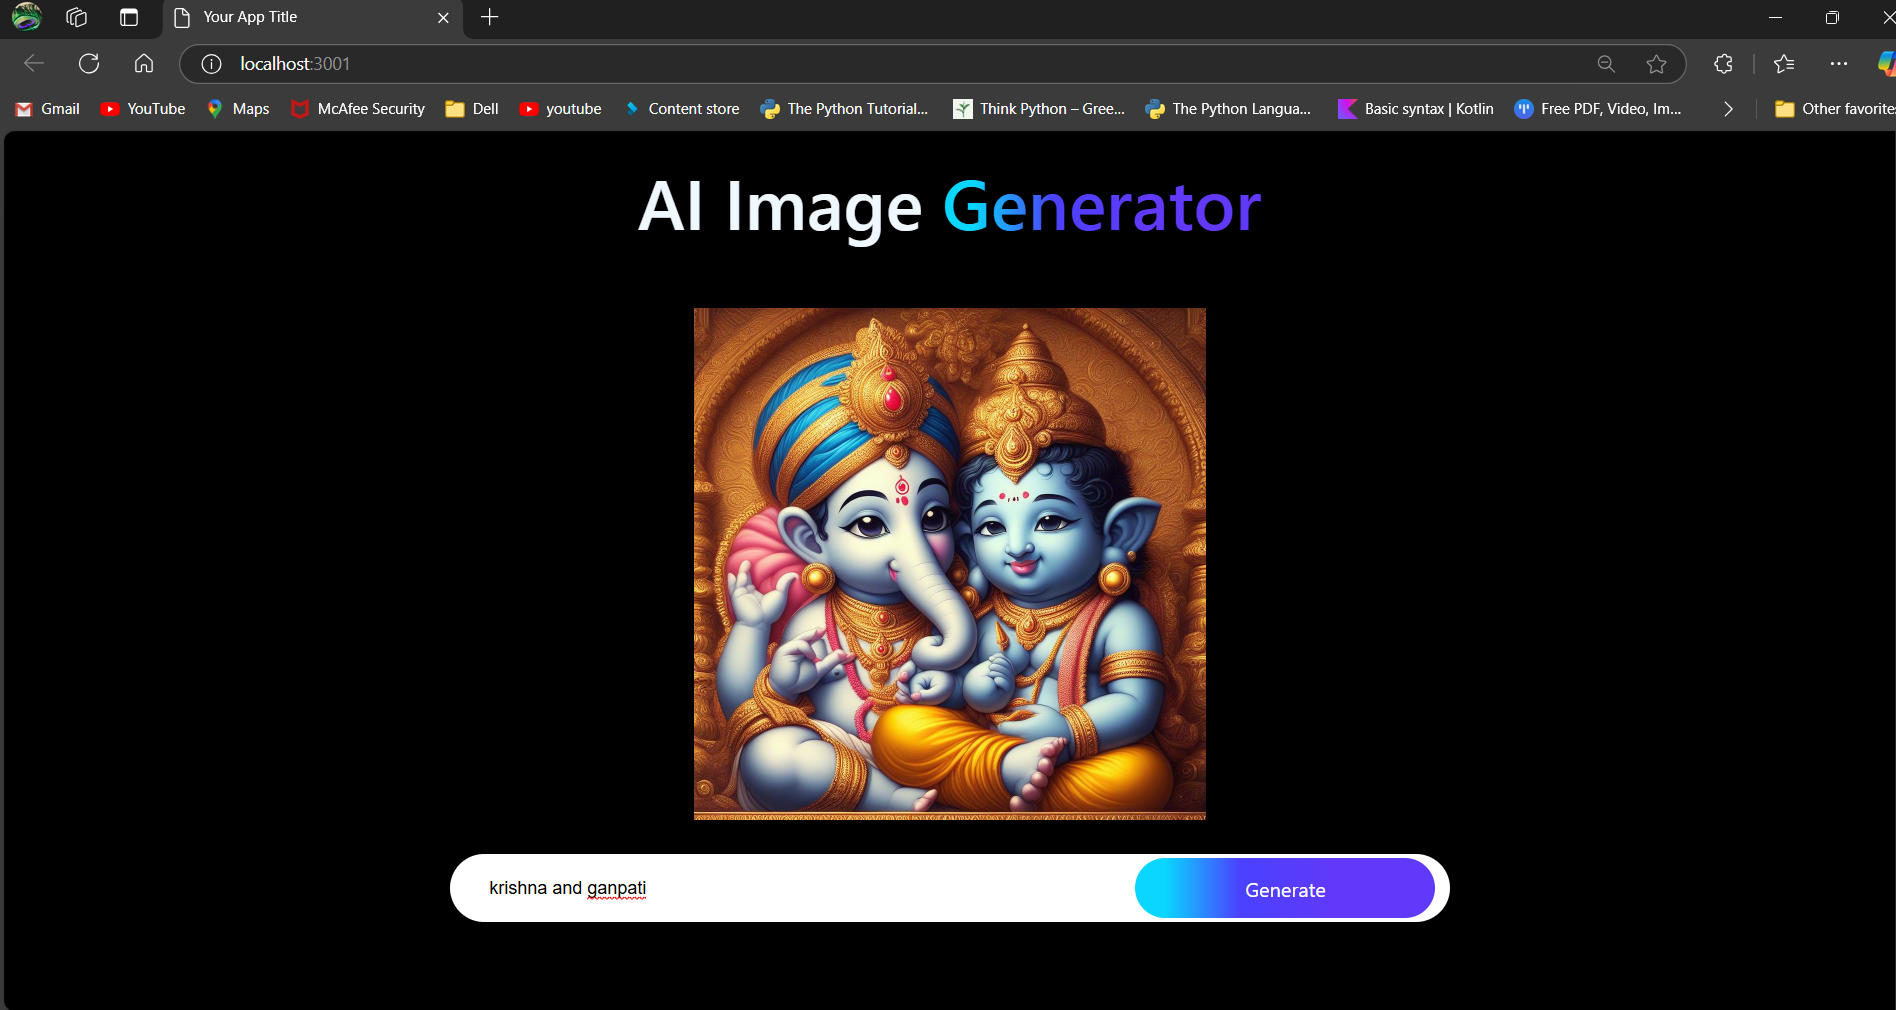 Your App Title
localhost:3001
Gmail YouTube Maps McAfee Security Dell youtube Content store The Python Tutorial... Think Python – Gree... The Python Langua... Basic syntax | Kotlin Free PDF, Video, Im... Other favorites
AI Image Generator
krishna and ganpati
Generate